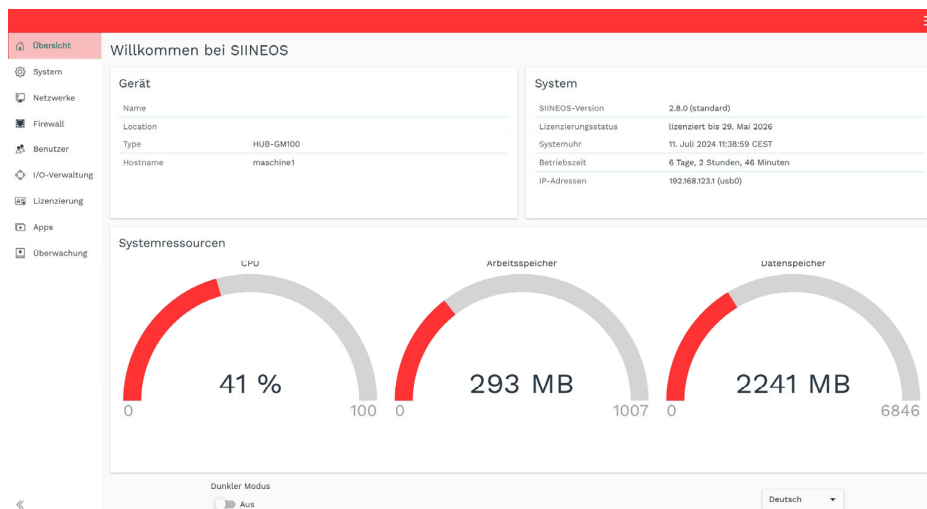 Übersicht
System
Netzwerke
Firewall
Benutzer
I/O-Verwaltung
Lizenzierung
Apps
Überwachung
Willkommen bei SIINEOS
Gerät
Name
Location
Type HUB-GM100
Hostname maschine1
System
SIINEOS-Version 2.8.0 (standard)
Lizenzierungsstatus lizenziert bis 29. Mai 2026
Systemuhr 11. Juli 2024 11:38:59 CEST
Betriebszeit 6 Tage, 2 Stunden, 46 Minuten
IP-Adressen 192.168.123.1 (usb0)
Systemressourcen
CPU
41 %
0 100
Arbeitsspeicher
293 MB
0 1007
Datenspeicher
2241 MB
0 6846
Dunkler Modus
Aus
Deutsch